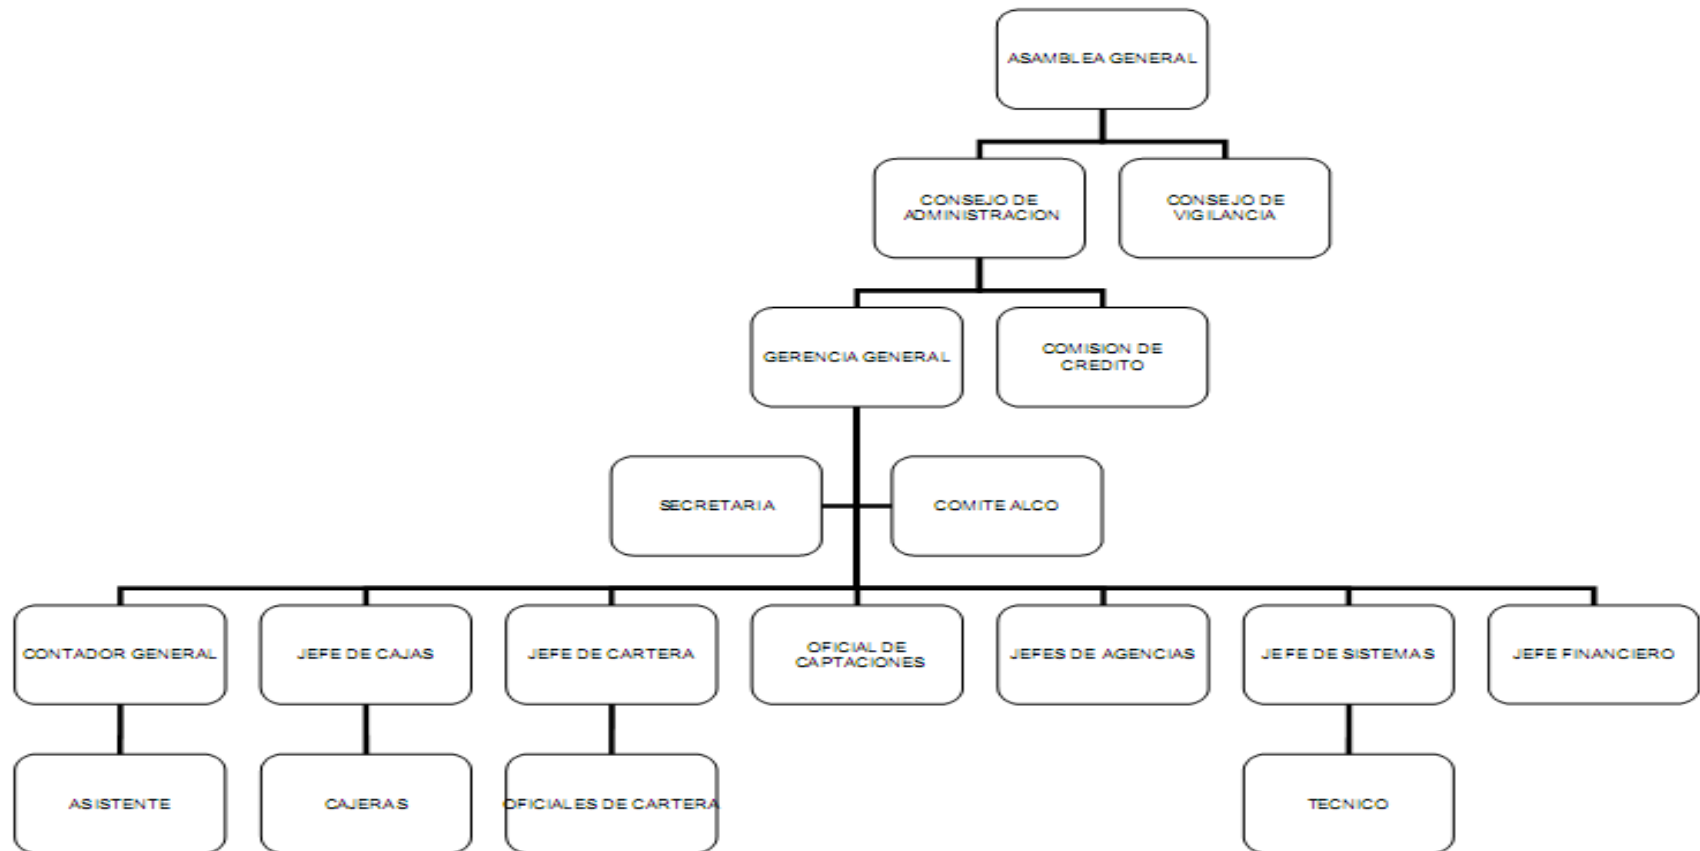 ASAMBLEA GENERAL
CONSEJO DE
ADMINISTRACION
CONSEJO DE
VIGILANCIA
GERENCIA GENERAL
COMISION DE
CREDITO
SECRETARIA
COMITE ALCO
CONTADOR GENERAL
JEFE DE CAJAS
JEFE DE CARTERA
OFICIAL DE
CAPTACIONES
JEFES DE AGENCIAS
JEFE DE SISTEMAS
JEFE FINANCIERO
ASISTENTE
CAJERAS
OFICIALES DE CARTERA
TECNICO